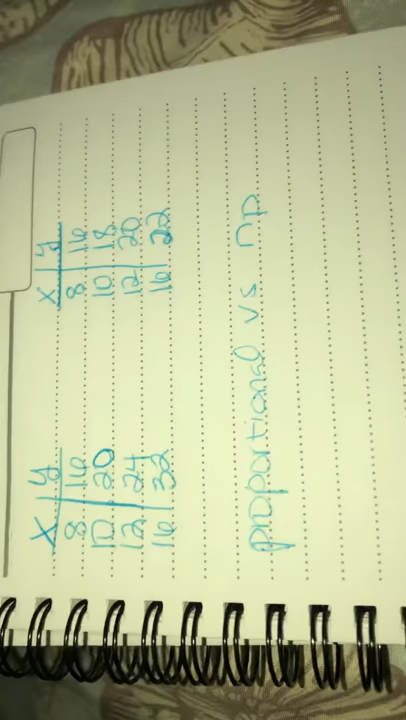 x y x y
8 16 8 16
10 20 10 18
12 24 12 20
16 32 16 22
proportional vs np